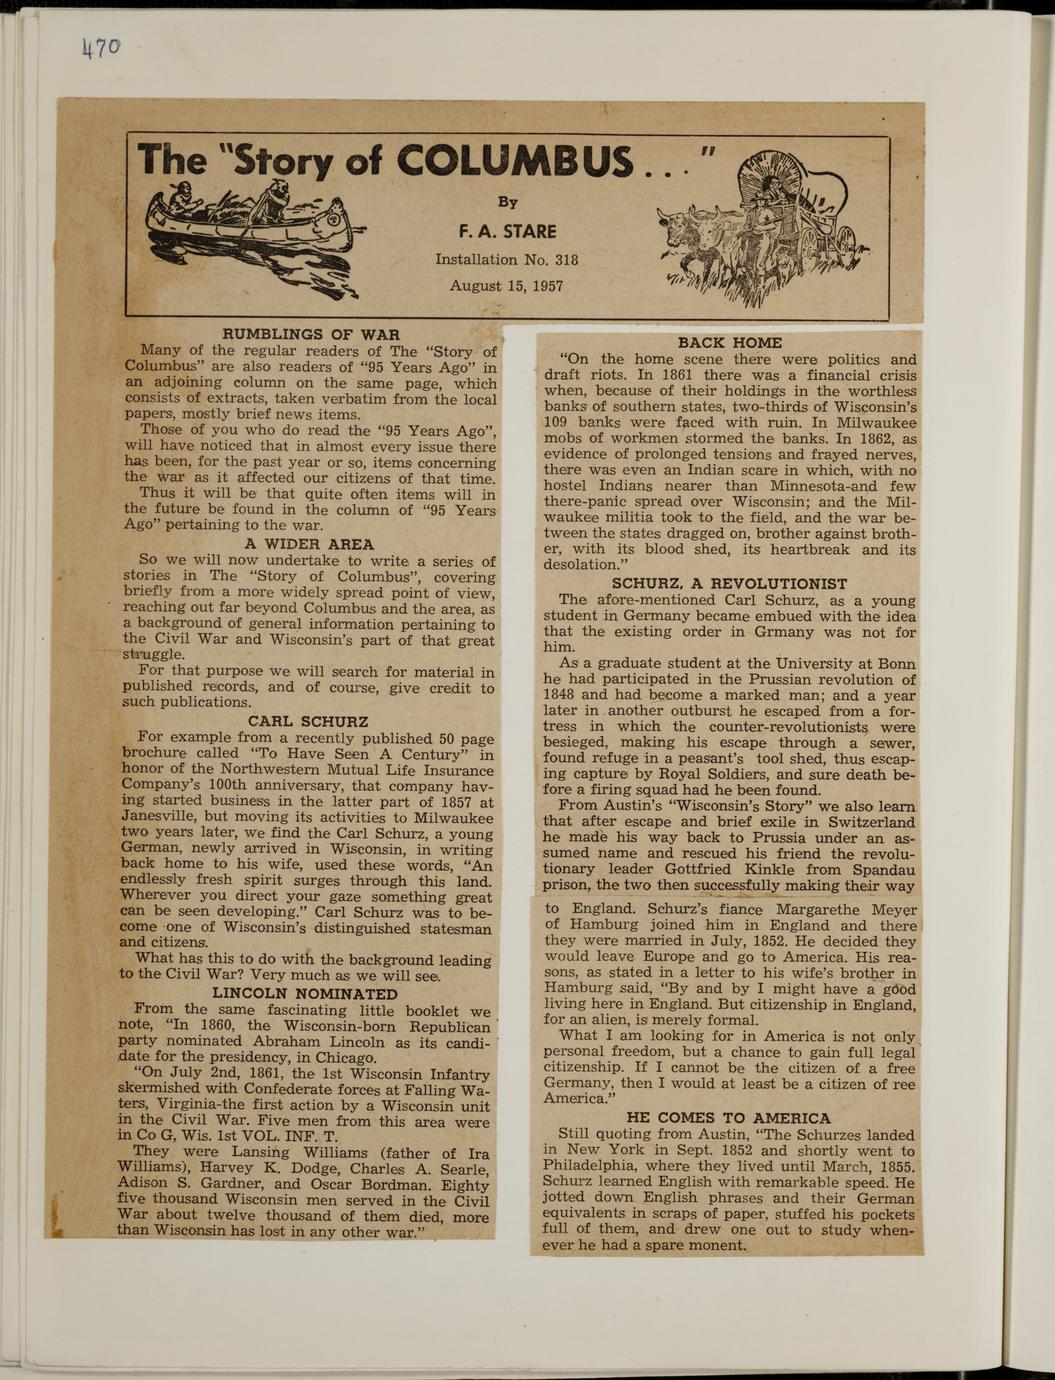 470
The "Story of COLUMBUS . . . "
By
F. A. STARE
Installation No. 318
August 15, 1957
RUMBLINGS OF WAR
Many of the regular readers of The "Story of
Columbus" are also readers of "95 Years Ago" in
an adjoining column on the same page, which
consists of extracts, taken verbatim from the local
papers, mostly brief news items.
Those of you who do read the "95 Years Ago",
will have noticed that in almost every issue there
has been, for the past year or so, items concerning
the war as it affected our citizens of that time.
Thus it will be that quite often items will in
the future be found in the column of "95 Years
Ago" pertaining to the war.
A WIDER AREA
So we will now undertake to write a series of
stories in The "Story of Columbus", covering
briefly from a more widely spread point of view,
reaching out far beyond Columbus and the area, as
a background of general information pertaining to
the Civil War and Wisconsin's part of that great
struggle.
For that purpose we will search for material in
published records, and of course, give credit to
such publications.
CARL SCHURZ
For example from a recently published 50 page
brochure called "To Have Seen A Century" in
honor of the Northwestern Mutual Life Insurance
Company's 100th anniversary, that company hav-
ing started business in the latter part of 1857 at
Janesville, but moving its activities to Milwaukee
two years later, we find the Carl Schurz, a young
German, newly arrived in Wisconsin, in writing
back home to his wife, used these words, "An
endlessly fresh spirit surges through this land.
Wherever you direct your gaze something great
can be seen developing." Carl Schurz was to be-
come one of Wisconsin's distinguished statesman
and citizens.
What has this to do with the background leading
to the Civil War? Very much as we will see.
LINCOLN NOMINATED
From the same fascinating little booklet we
note, "In 1860, the Wisconsin-born Republican
party nominated Abraham Lincoln as its candi-
date for the presidency, in Chicago.
"On July 2nd, 1861, the 1st Wisconsin Infantry
skermished with Confederate forces at Falling Wa-
ters, Virginia-the first action by a Wisconsin unit
in the Civil War. Five men from this area were
in Co G, Wis. 1st VOL. INF. T.
They were Lansing Williams (father of Ira
Williams), Harvey K. Dodge, Charles A. Searle,
Adison S. Gardner, and Oscar Bordman. Eighty
five thousand Wisconsin men served in the Civil
War about twelve thousand of them died, more
than Wisconsin has lost in any other war."
BACK HOME
"On the home scene there were politics and
draft riots. In 1861 there was a financial crisis
when, because of their holdings in the worthless
banks of southern states, two-thirds of Wisconsin's
109 banks were faced with ruin. In Milwaukee
mobs of workmen stormed the banks. In 1862, as
evidence of prolonged tensions and frayed nerves,
there was even an Indian scare in which, with no
hostel Indians nearer than Minnesota-and few
there-panic spread over Wisconsin; and the Mil-
waukee militia took to the field, and the war be-
tween the states dragged on, brother against broth-
er, with its blood shed, its heartbreak and its
desolation."
SCHURZ, A REVOLUTIONIST
The afore-mentioned Carl Schurz, as a young
student in Germany became embued with the idea
that the existing order in Grmany was not for
him.
As a graduate student at the University at Bonn
he had participated in the Prussian revolution of
1848 and had become a marked man; and a year
later in another outburst he escaped from a for-
tress in which the counter-revolutionists were
besieged, making his escape through a sewer,
found refuge in a peasant's tool shed, thus escap-
ing capture by Royal Soldiers, and sure death be-
fore a firing squad had he been found.
From Austin's "Wisconsin's Story" we also learn
that after escape and brief exile in Switzerland
he made his way back to Prussia under an as-
sumed name and rescued his friend the revolu-
tionary leader Gottfried Kinkle from Spandau
prison, the two then successfully making their way
to England. Schurz's fiance Margarethe Meyer
of Hamburg joined him in England and there
they were married in July, 1852. He decided they
would leave Europe and go to America. His rea-
sons, as stated in a letter to his wife's brother in
Hamburg said, "By and by I might have a good
living here in England. But citizenship in England,
for an alien, is merely formal.
What I am looking for in America is not only
personal freedom, but a chance to gain full legal
citizenship. If I cannot be the citizen of a free
Germany, then I would at least be a citizen of ree
America."
HE COMES TO AMERICA
Still quoting from Austin, "The Schurzes landed
in New York in Sept. 1852 and shortly went to
Philadelphia, where they lived until March, 1855.
Schurz learned English with remarkable speed. He
jotted down English phrases and their German
equivalents in scraps of paper, stuffed his pockets
full of them, and drew one out to study when-
ever he had a spare monent.